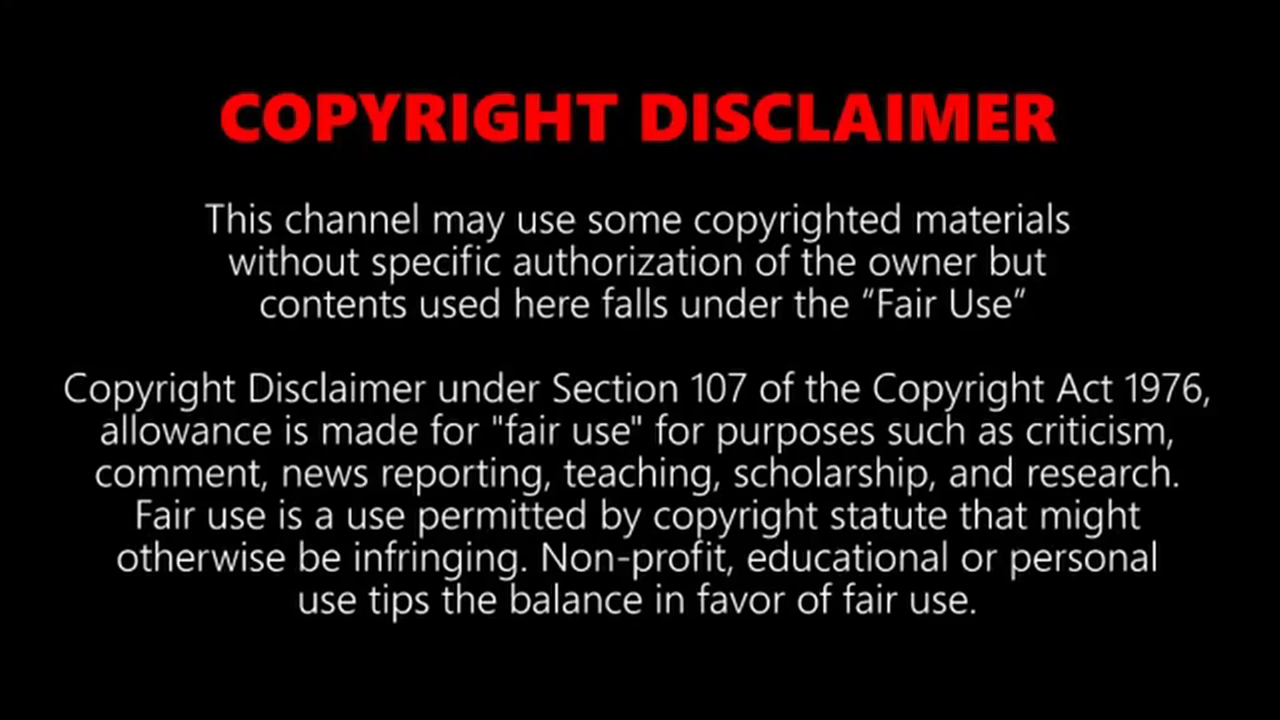 COPYRIGHT DISCLAIMER
This channel may use some copyrighted materials
without specific authorization of the owner but
contents used here falls under the “Fair Use”
Copyright Disclaimer under Section 107 of the Copyright Act 1976,
allowance is made for "fair use" for purposes such as criticism,
comment, news reporting, teaching, scholarship, and research.
Fair use is a use permitted by copyright statute that might
otherwise be infringing. Non-profit, educational or personal
use tips the balance in favor of fair use.